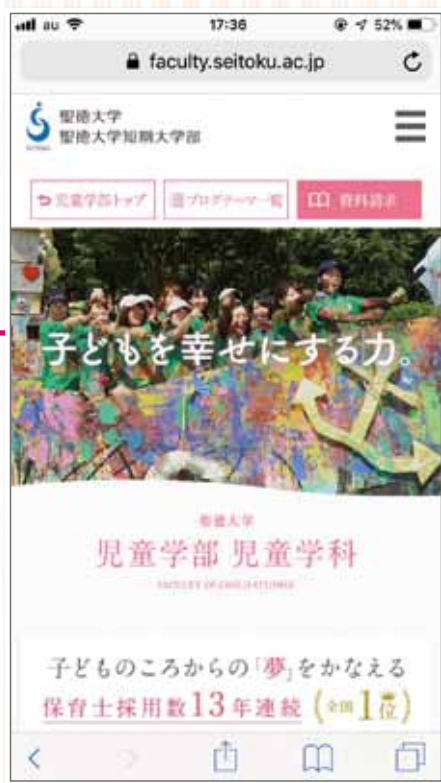 au 17:36 52%
faculty.seitoku.ac.jp
聖徳大学
聖徳大学短期大学部
児童学部トップ
ブログテーマ一覧
資料請求
子どもを幸せにする力。
聖徳大学
児童学部 児童学科
子どものころからの「夢」をかなえる
保育士採用数13年連続(全国1位)